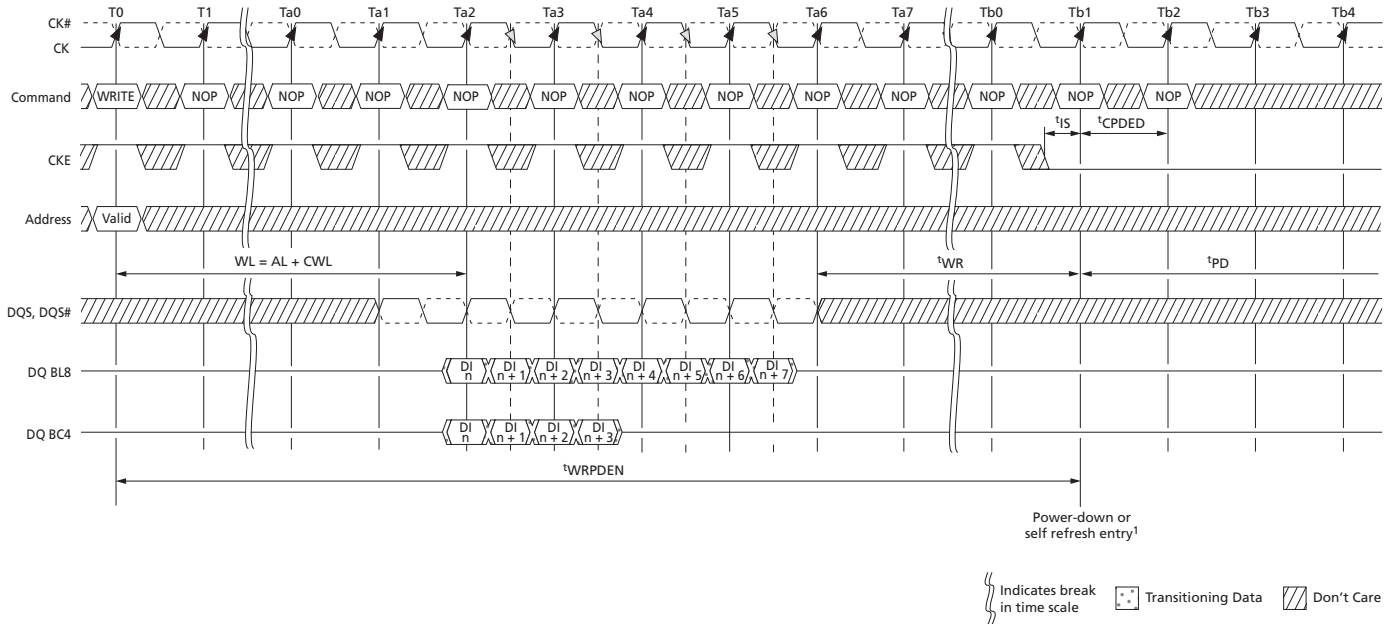 T0 T1 Ta0 Ta1 Ta2 Ta3 Ta4 Ta5 Ta6 Ta7 Tb0 Tb1 Tb2 Tb3 Tb4
CK#
CK
Command WRITE NOP NOP NOP NOP NOP NOP NOP NOP NOP NOP NOP NOP
tIS tCPDED
CKE
Address Valid
WL = AL + CWL tWR tPD
DQS, DQS#
DQ BL8 DI n DI n + 1 DI n + 2 DI n + 3 DI n + 4 DI n + 5 DI n + 6 DI n + 7
DQ BC4 DI n DI n + 1 DI n + 2 DI n + 3
tWRPDEN
Power-down or
self refresh entry1
Indicates break
in time scale
Transitioning Data
Don't Care